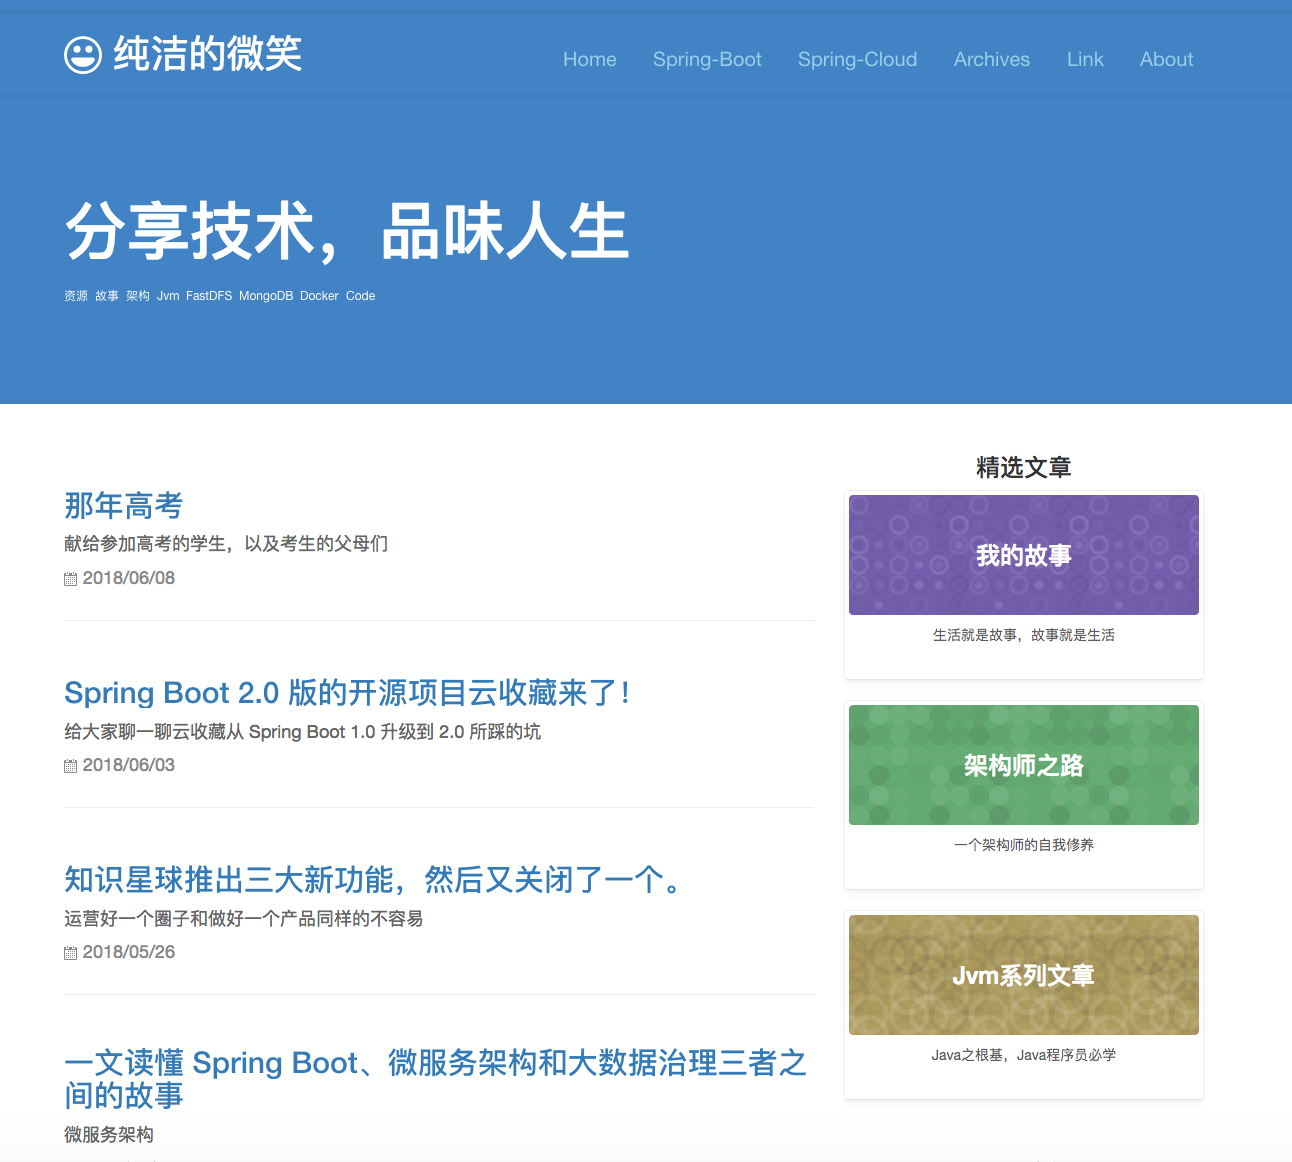 纯洁的微笑
Home Spring-Boot Spring-Cloud Archives Link About
分享技术，品味人生
资源 故事 架构 Jvm FastDFS MongoDB Docker Code
那年高考
献给参加高考的学生，以及考生的父母们
2018/06/08
Spring Boot 2.0 版的开源项目云收藏来了！
给大家聊一聊云收藏从 Spring Boot 1.0 升级到 2.0 所踩的坑
2018/06/03
知识星球推出三大新功能，然后又关闭了一个。
运营好一个圈子和做好一个产品同样的不容易
2018/05/26
一文读懂 Spring Boot、微服务架构和大数据治理三者之
间的故事
微服务架构
精选文章
我的故事
生活就是故事，故事就是生活
架构师之路
一个架构师的自我修养
Jvm系列文章
Java之根基，Java程序员必学